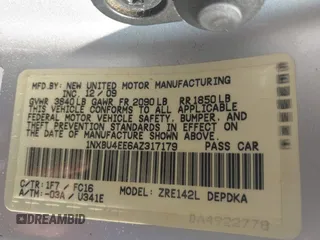 MFD.BY: NEW UNITED MOTOR MANUFACTURING
INC. 12/09
GVWR 3840LB GAWR FR 2090LB RR 1850LB
THIS VEHICLE CONFORMS TO ALL APPLICABLE
FEDERAL MOTOR VEHICLE SAFETY, BUMPER, AND
THEFT PREVENTION STANDARDS IN EFFECT ON
THE DATE OF MANUFACTURE SHOWN ABOVE.
1NXBU4EE6AZ317179 PASS CAR
C/TR: 1F7 / FC16 MODEL: ZRE142L DEPDKA
A/TM: -03A / U341E
DREAMBID